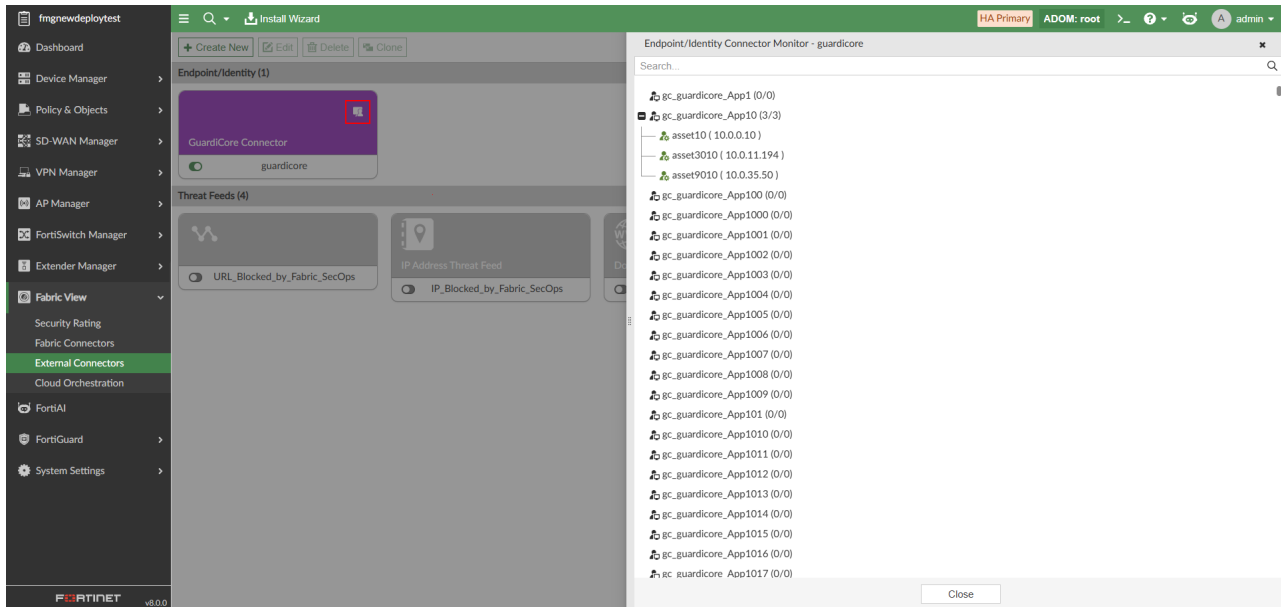 fmgnewdeploytest
Install Wizard
HA Primary
ADOM: root
admin
A
Dashboard
Device Manager
Policy & Objects
SD-WAN Manager
VPN Manager
AP Manager
FortiSwitch Manager
Extender Manager
Fabric View
Security Rating
Fabric Connectors
External Connectors
Cloud Orchestration
FortiAI
FortiGuard
System Settings
FORTINET v8.0.0
Create New Edit Delete Clone
Endpoint/Identity (1)
GuardiCore Connector
guardicore
Threat Feeds (4)
URL_Blocked_by_Fabric_SecOps
IP Address Threat Feed
IP_Blocked_by_Fabric_SecOps
Endpoint/Identity Connector Monitor - guardicore
Search...
gc_guardicore_App1 (0/0)
gc_guardicore_App10 (3/3)
asset10 ( 10.0.0.10 )
asset3010 ( 10.0.11.194 )
asset9010 ( 10.0.35.50 )
gc_guardicore_App100 (0/0)
gc_guardicore_App1000 (0/0)
gc_guardicore_App1001 (0/0)
gc_guardicore_App1002 (0/0)
gc_guardicore_App1003 (0/0)
gc_guardicore_App1004 (0/0)
gc_guardicore_App1005 (0/0)
gc_guardicore_App1006 (0/0)
gc_guardicore_App1007 (0/0)
gc_guardicore_App1008 (0/0)
gc_guardicore_App1009 (0/0)
gc_guardicore_App101 (0/0)
gc_guardicore_App1010 (0/0)
gc_guardicore_App1011 (0/0)
gc_guardicore_App1012 (0/0)
gc_guardicore_App1013 (0/0)
gc_guardicore_App1014 (0/0)
gc_guardicore_App1015 (0/0)
gc_guardicore_App1016 (0/0)
gc_guardicore_App1017 (0/0)
Close